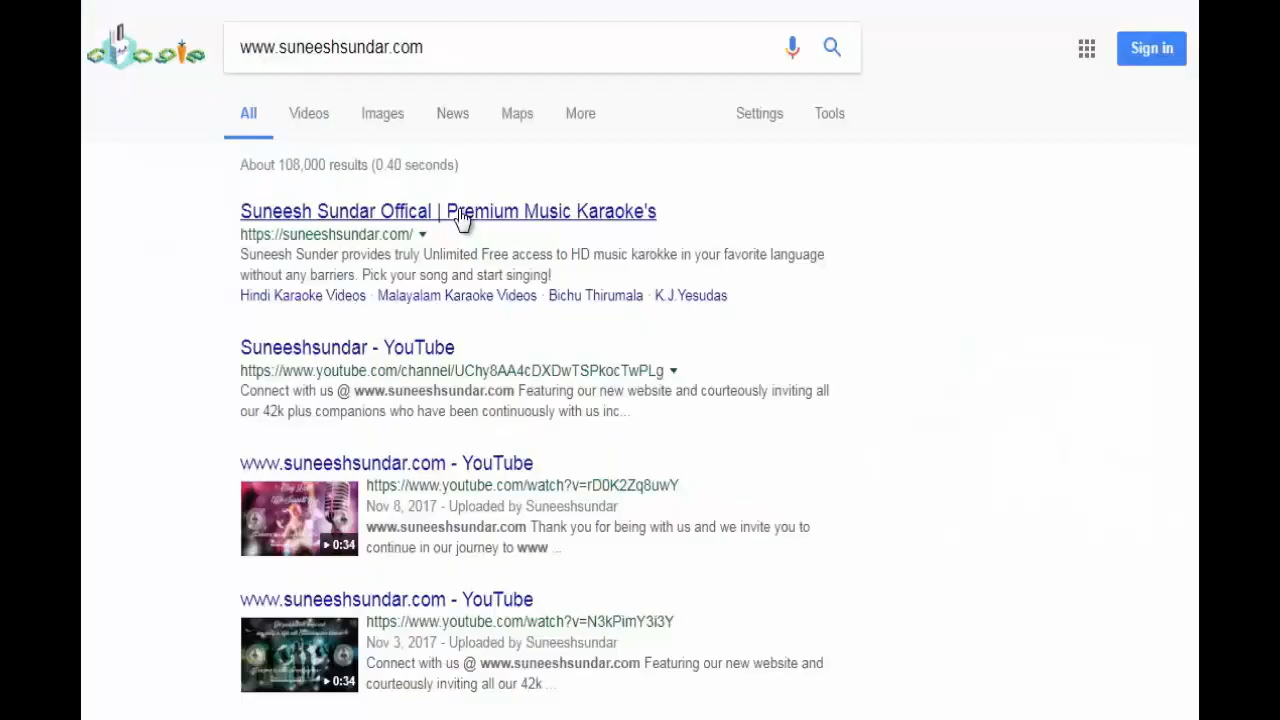 www.suneeshsundar.com
Sign in
All Videos Images News Maps More Settings Tools
About 108,000 results (0.40 seconds)
Suneesh Sundar Offical | Premium Music Karaoke's
https://suneeshsundar.com/
Suneesh Sunder provides truly Unlimited Free access to HD music karokke in your favorite language
without any barriers. Pick your song and start singing!
Hindi Karaoke Videos · Malayalam Karaoke Videos · Bichu Thirumala · K.J.Yesudas
Suneeshsundar - YouTube
https://www.youtube.com/channel/UChy8AA4cDXDwTSPkocTwPLg
Connect with us @ www.suneeshsundar.com Featuring our new website and courteously inviting all
our 42k plus companions who have been continuously with us inc...
www.suneeshsundar.com - YouTube
https://www.youtube.com/watch?v=rD0K2Zq8uwY
Nov 8, 2017 - Uploaded by Suneeshsundar
www.suneeshsundar.com Thank you for being with us and we invite you to
continue in our journey to www ...
0:34
www.suneeshsundar.com - YouTube
https://www.youtube.com/watch?v=N3kPimY3i3Y
Nov 3, 2017 - Uploaded by Suneeshsundar
Connect with us @ www.suneeshsundar.com Featuring our new website and
courteously inviting all our 42k ...
0:34